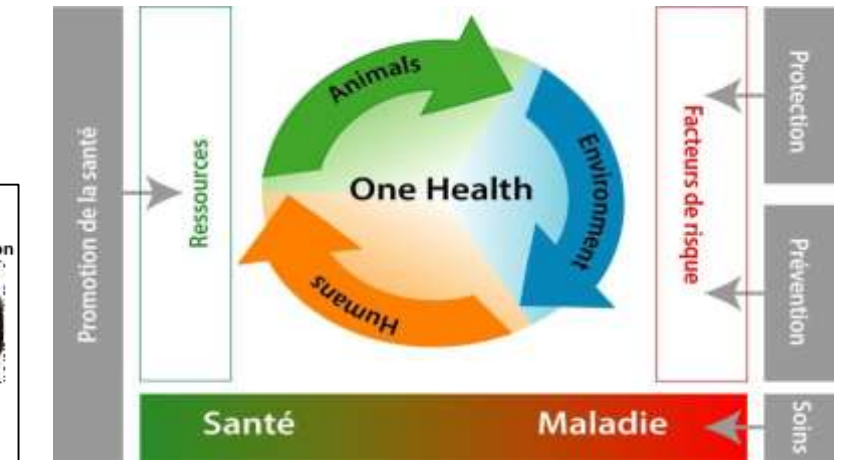 Promotion de la santé
Ressources
Animals
Environment
Humans
One Health
Facteurs de risque
Protection
Prévention
Soins
Santé
Maladie